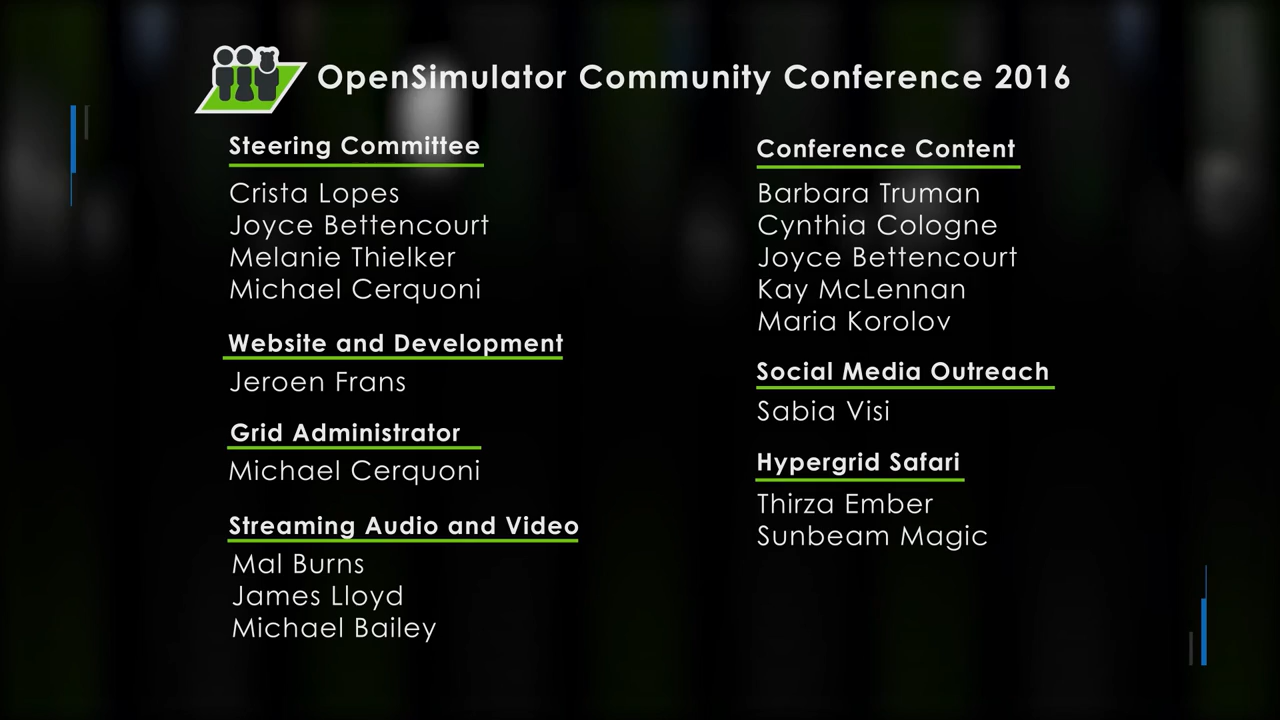 OpenSimulator Community Conference 2016
Steering Committee
Crista Lopes
Joyce Bettencourt
Melanie Thielker
Michael Cerquoni
Website and Development
Jeroen Frans
Grid Administrator
Michael Cerquoni
Streaming Audio and Video
Mal Burns
James Lloyd
Michael Bailey
Conference Content
Barbara Truman
Cynthia Cologne
Joyce Bettencourt
Kay McLennan
Maria Korolov
Social Media Outreach
Sabia Visi
Hypergrid Safari
Thirza Ember
Sunbeam Magic